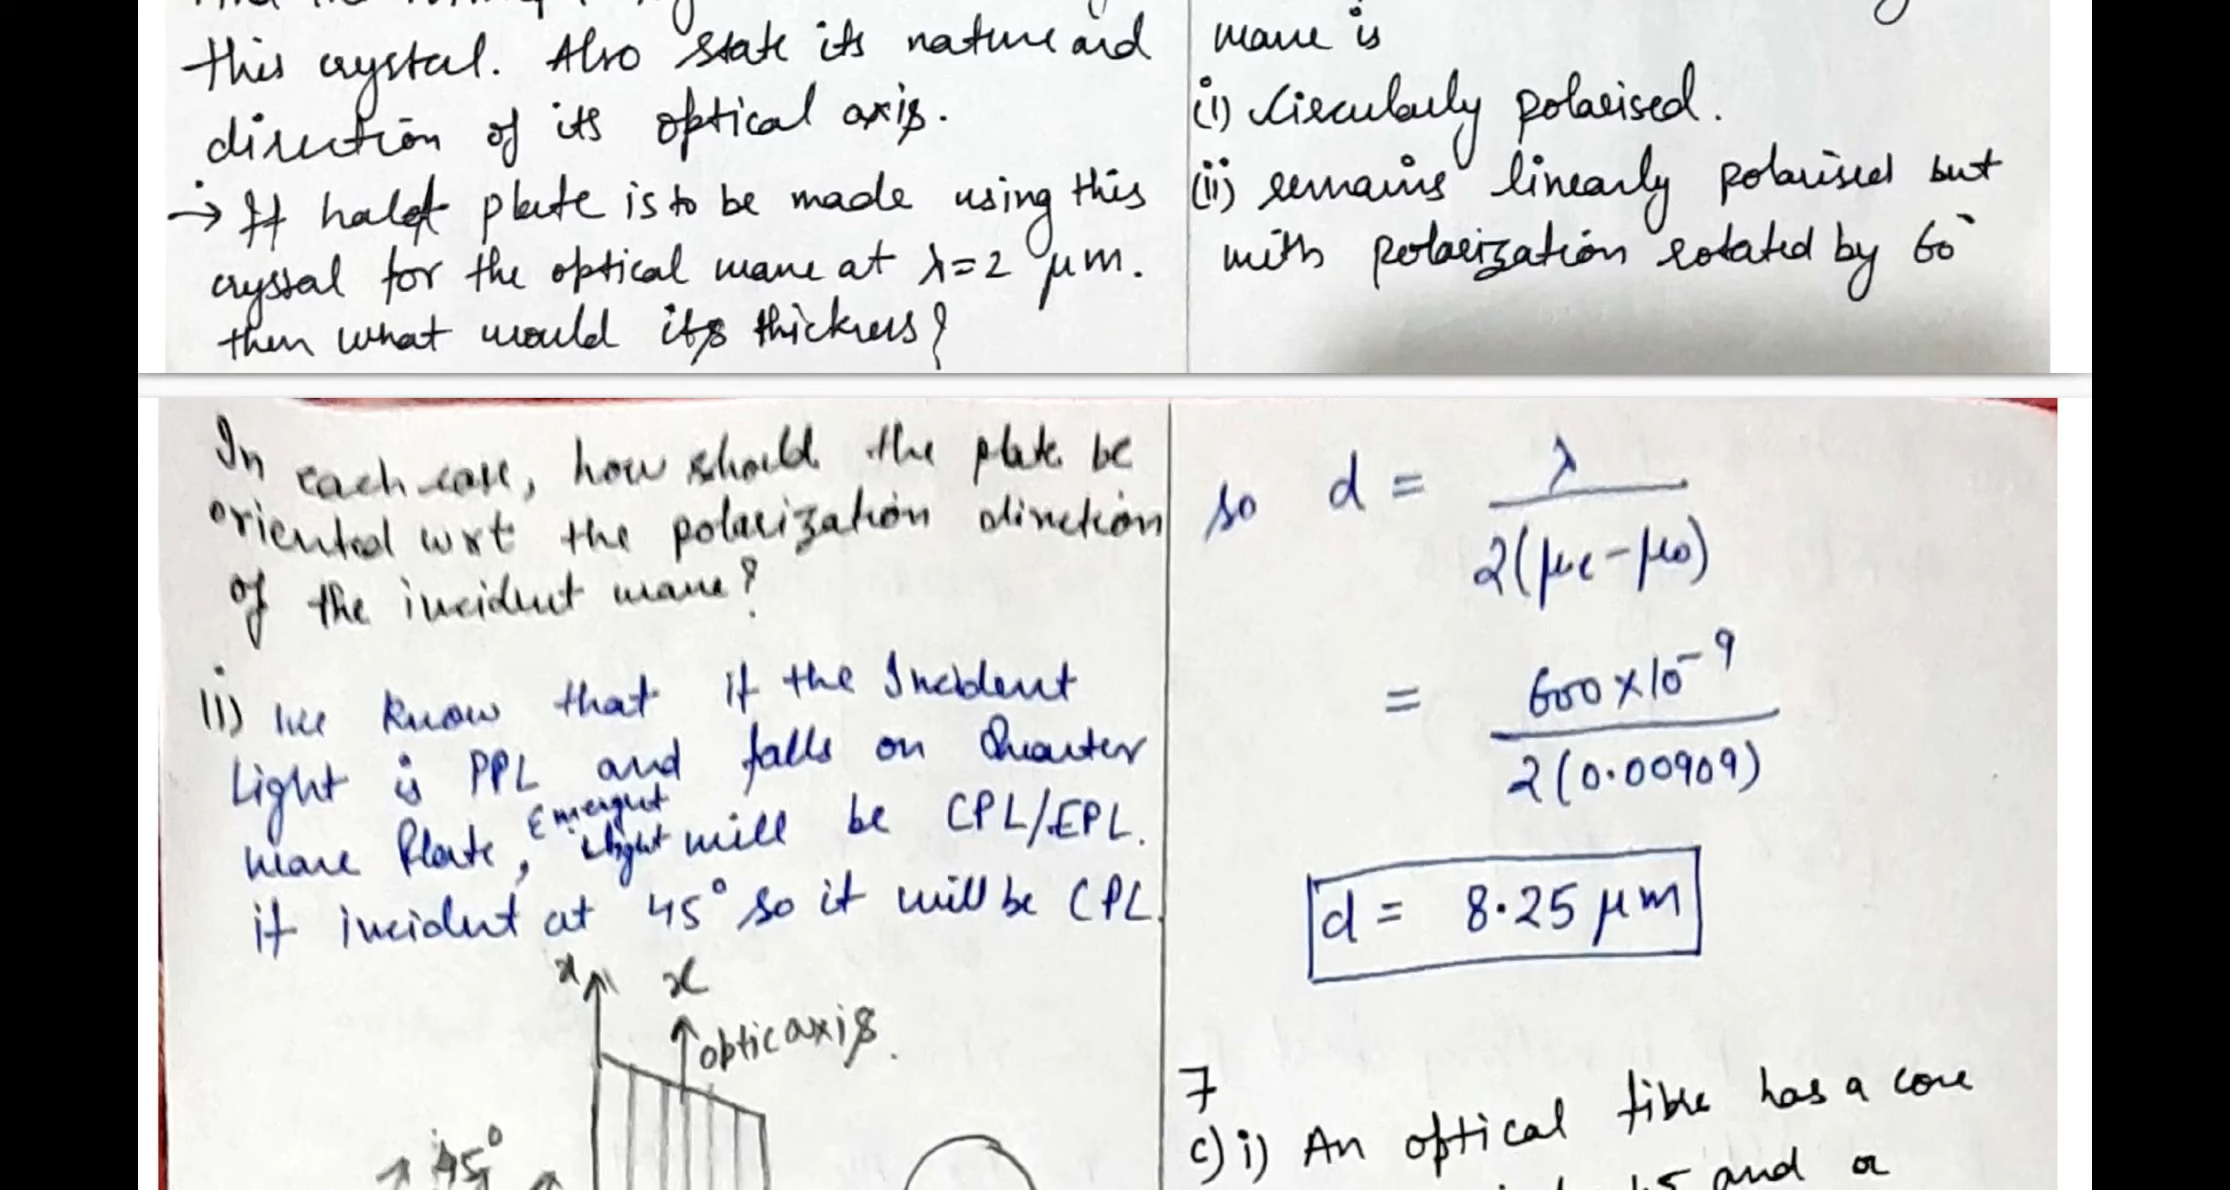 this crystal. Also state its nature and
direction of its optical axis.
→ If half plate is to be made using this
crystal for the optical wave at λ=2 μm.
then what would its thickness?
wave is
(i) Circularly polarised.
(ii) remains linearly polarised but
with polarization rotated by 60°
In each case, how should the plate be
oriented wrt the polarization direction
of the incident wave?
ii) We know that if the Incident
Light is PPL and falls on Quarter
wave Plate, Emergent light will be CPL/EPL.
if incident at 45° so it will be CPL.
x x
optic axis.
45°
so d = λ / 2(μe-μo)
= 600×10⁻⁹ / 2(0.00909)
d = 8.25 μm
7
c) i) An optical fibre has a core
and a